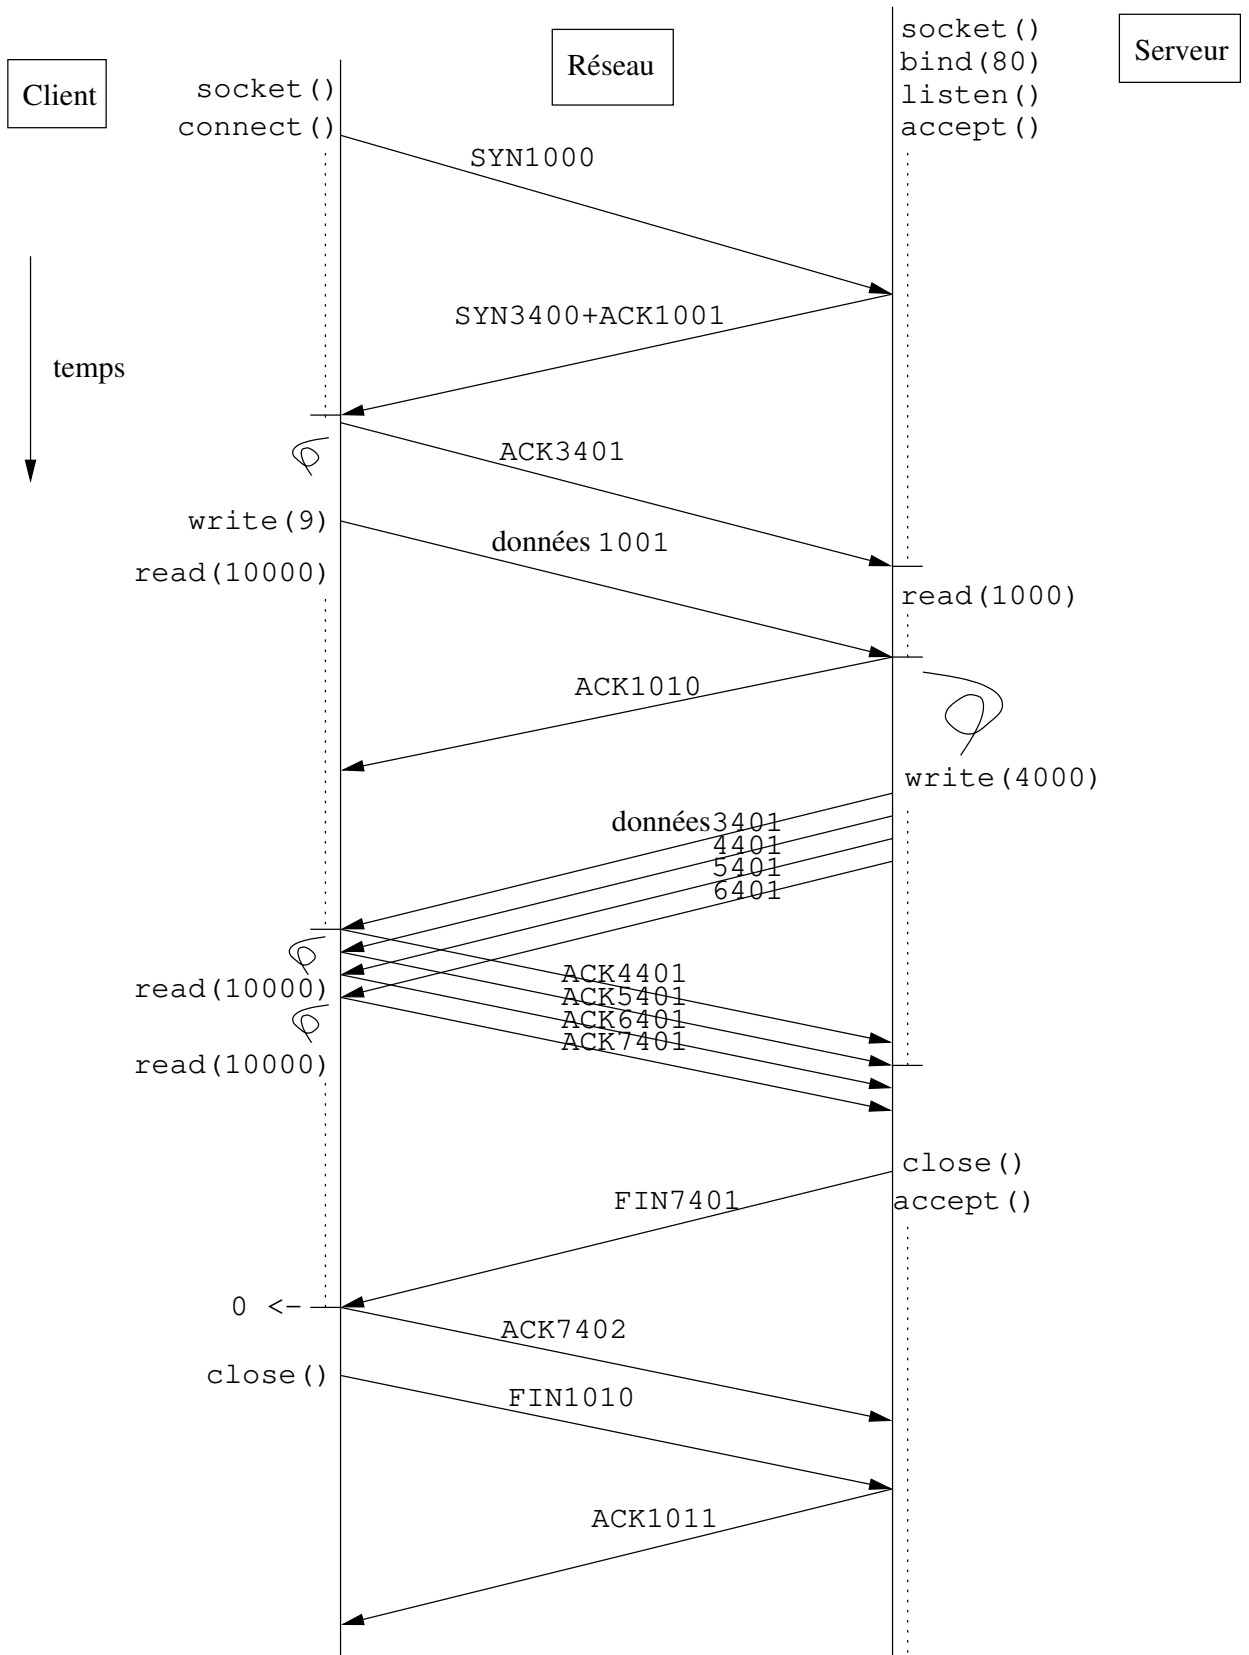 socket()
bind(80)
listen()
accept()
Serveur
Réseau
Client
socket()
connect()
SYN1000
SYN3400+ACK1001
temps
ACK3401
write(9)
données 1001
read(10000)
read(1000)
ACK1010
write(4000)
données 3401
4401
5401
6401
ACK4401
read(10000)
ACK5401
ACK6401
ACK7401
read(10000)
close()
FIN7401
accept()
0 <-
ACK7402
close()
FIN1010
ACK1011